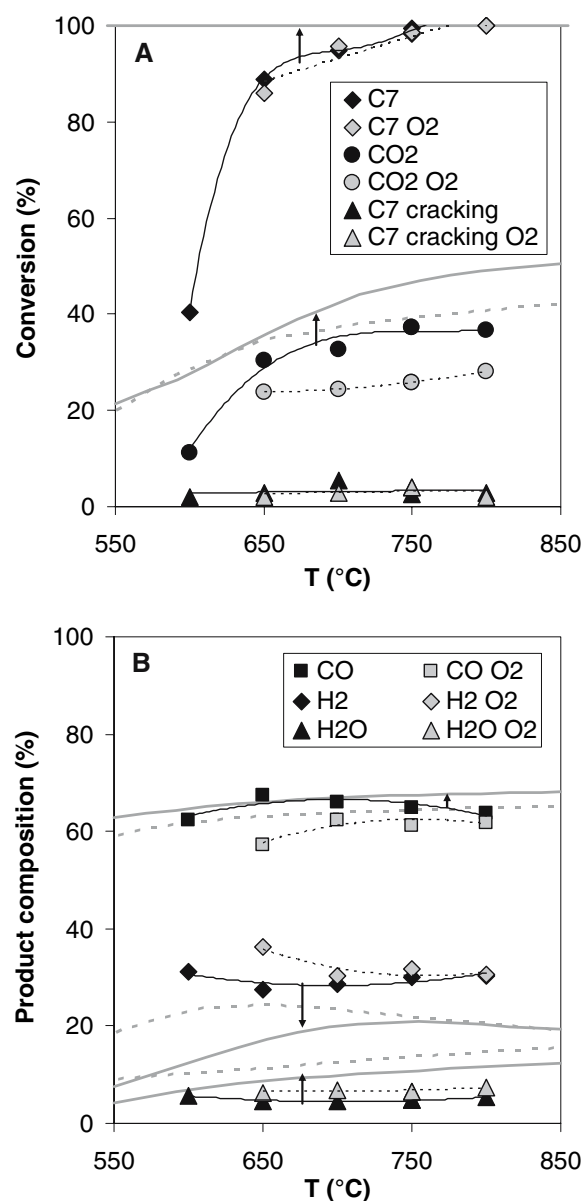 A
100
80
60
40
20
0
Conversion (%)
C7
C7 O2
CO2
CO2 O2
C7 cracking
C7 cracking O2
550 650 750 850
T (°C)
B
100
80
60
40
20
0
Product composition (%)
CO CO O2
H2 H2 O2
H2O H2O O2
550 650 750 850
T (°C)